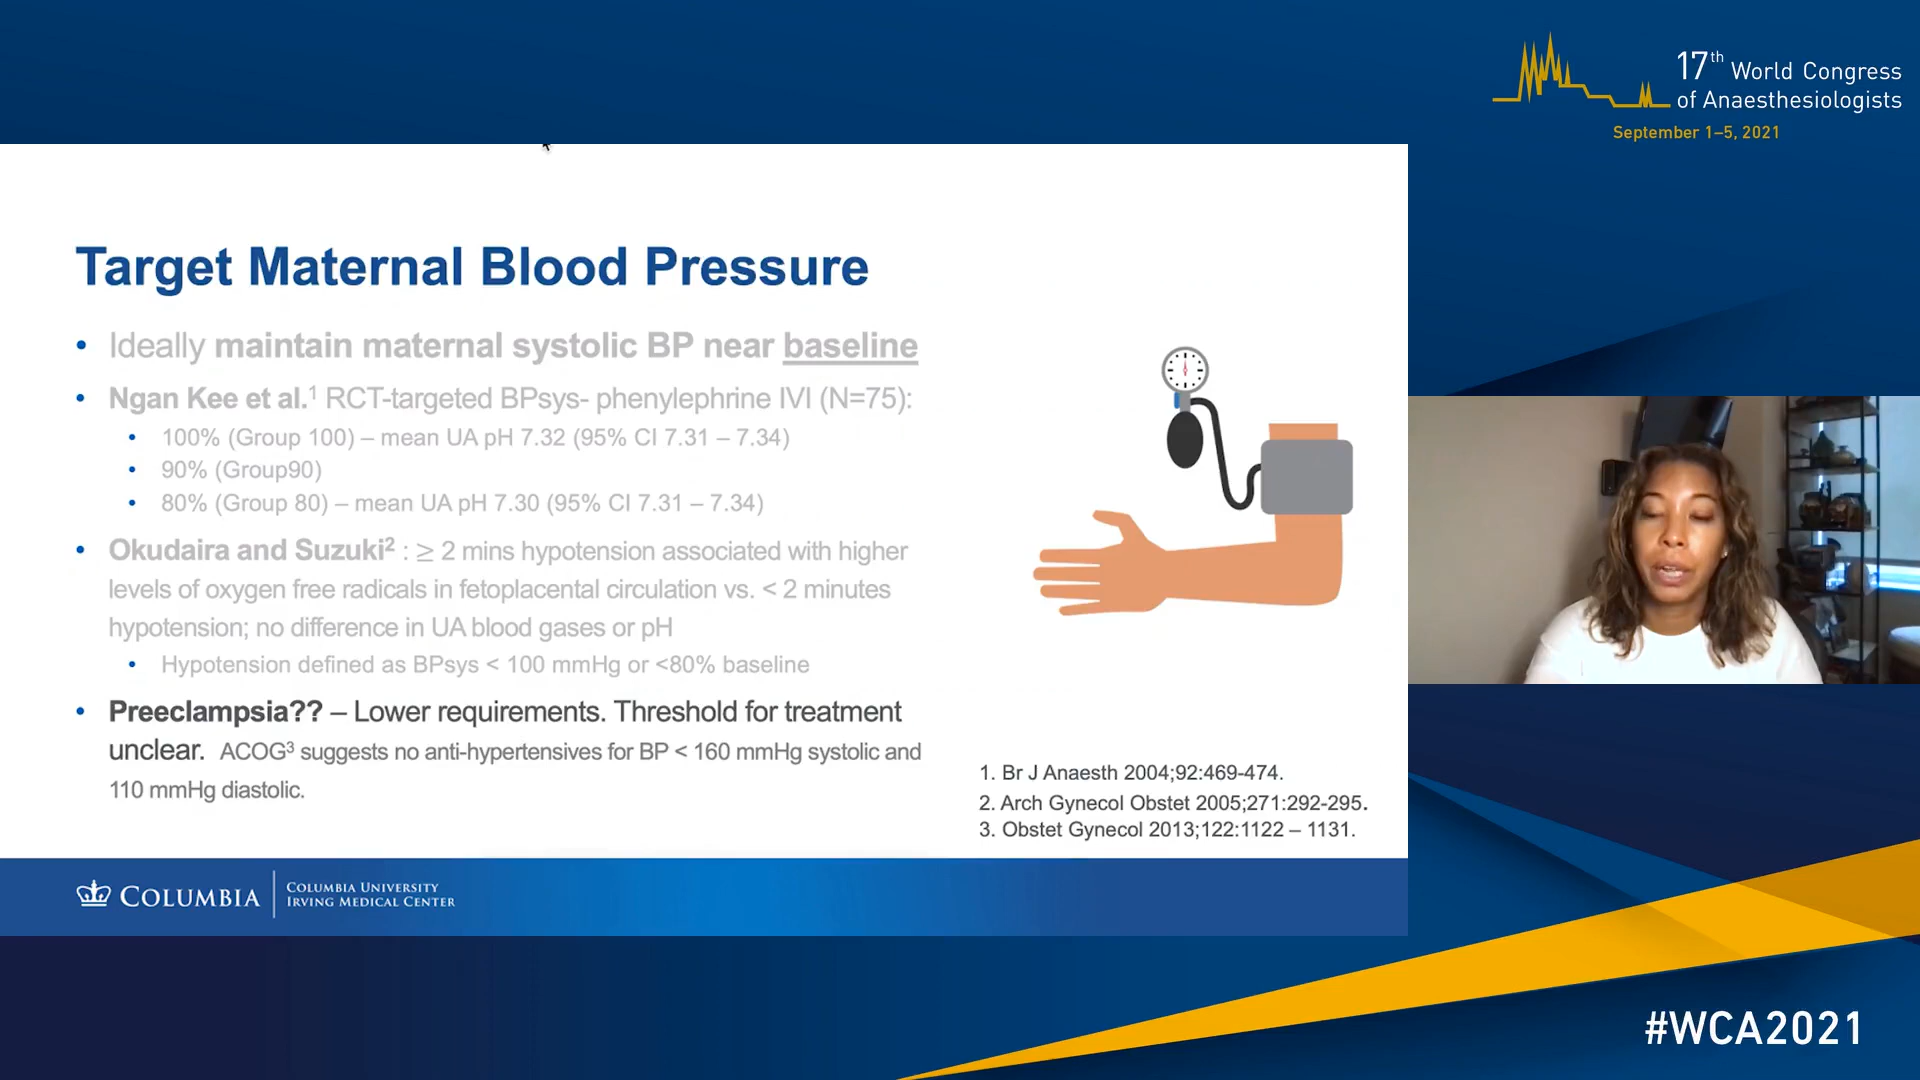 17th World Congress
of Anaesthesiologists
September 1–5, 2021
Target Maternal Blood Pressure
• Ideally maintain maternal systolic BP near baseline
• Ngan Kee et al.1 RCT-targeted BPsys- phenylephrine IVI (N=75):
• 100% (Group 100) – mean UA pH 7.32 (95% CI 7.31 – 7.34)
• 90% (Group90)
• 80% (Group 80) – mean UA pH 7.30 (95% CI 7.31 – 7.34)
• Okudaira and Suzuki2 : ≥ 2 mins hypotension associated with higher
levels of oxygen free radicals in fetoplacental circulation vs. < 2 minutes
hypotension; no difference in UA blood gases or pH
• Hypotension defined as BPsys < 100 mmHg or <80% baseline
• Preeclampsia?? – Lower requirements. Threshold for treatment
unclear. ACOG3 suggests no anti-hypertensives for BP < 160 mmHg systolic and
110 mmHg diastolic.
1. Br J Anaesth 2004;92:469-474.
2. Arch Gynecol Obstet 2005;271:292-295.
3. Obstet Gynecol 2013;122:1122 – 1131.
COLUMBIA
COLUMBIA UNIVERSITY
IRVING MEDICAL CENTER
#WCA2021